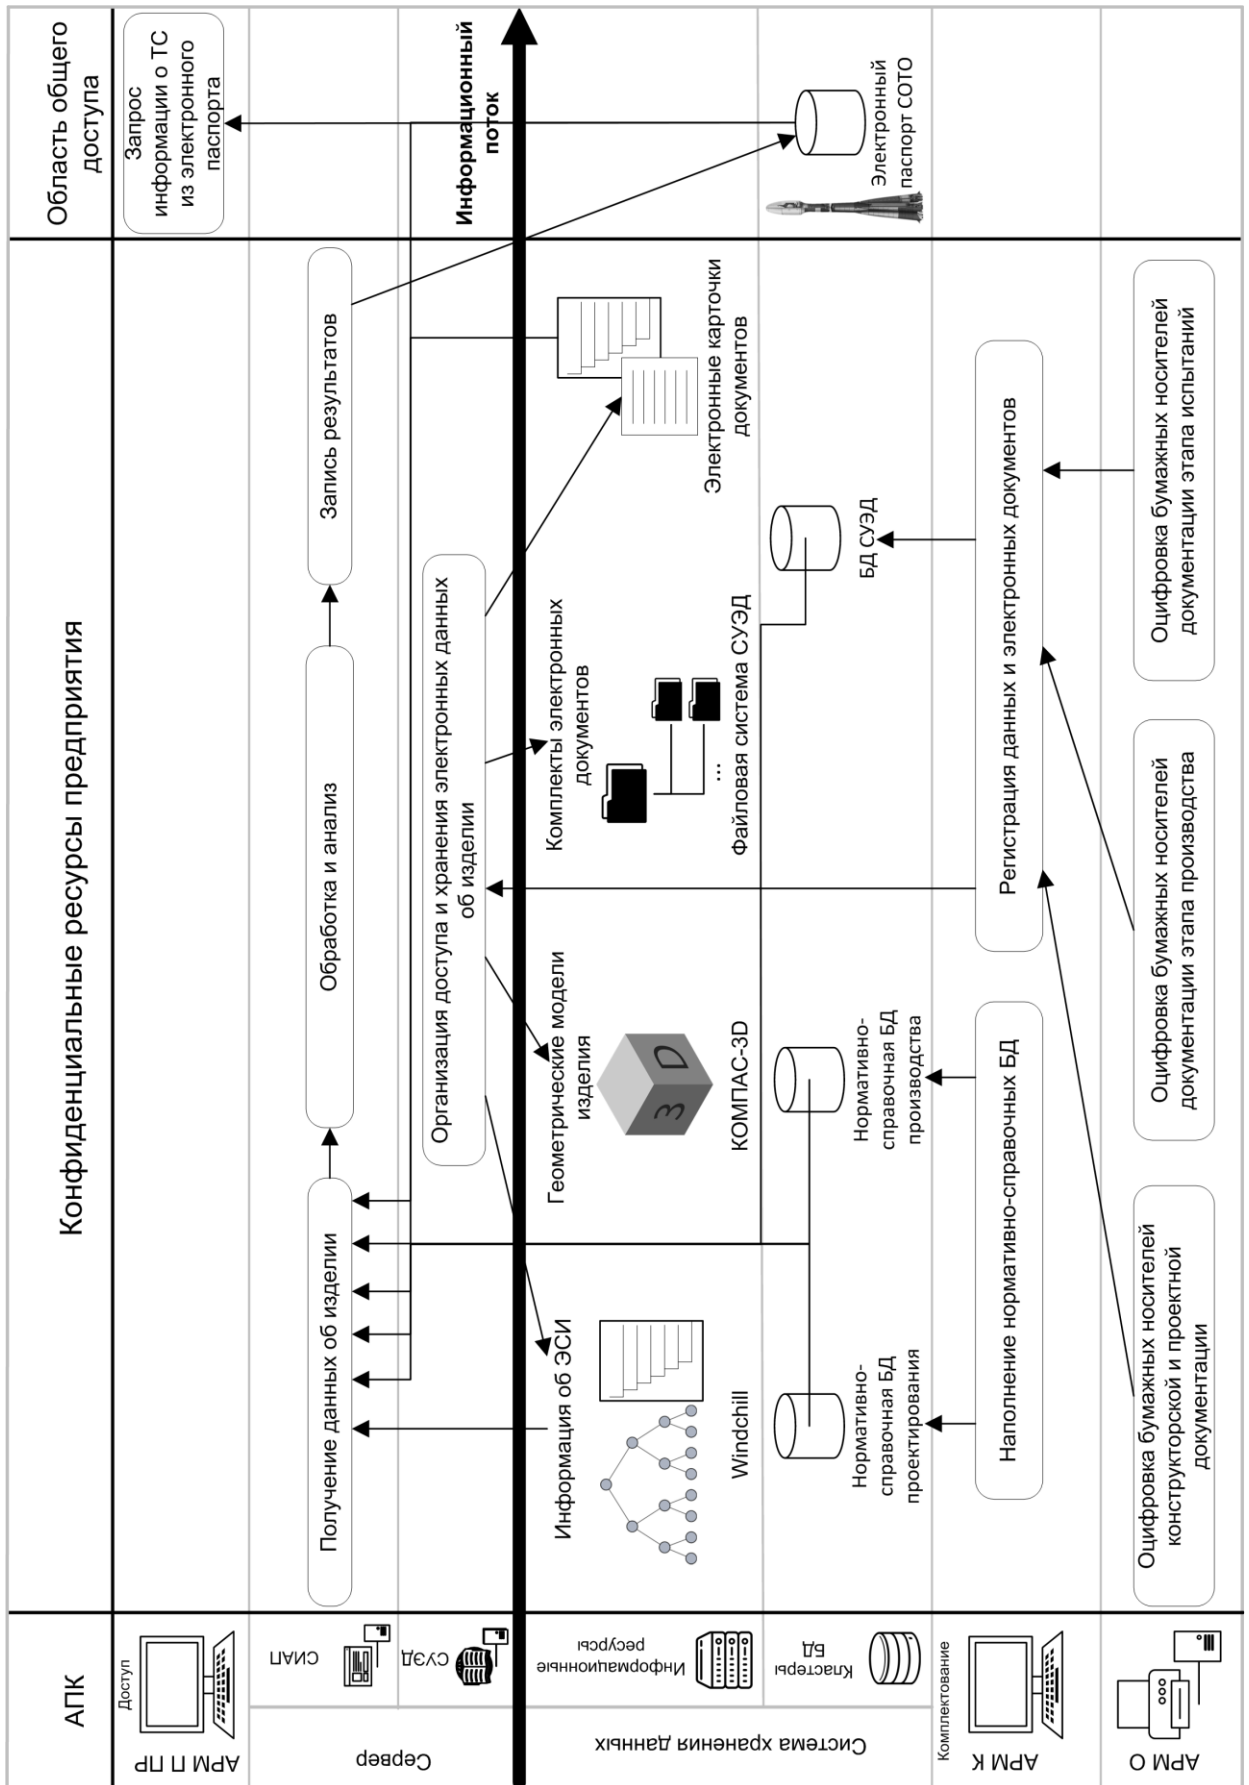 АПК
Конфиденциальные ресурсы предприятия
Область общего
доступа
АРМ П ПР
Доступ
Запрос
информации о ТС
из электронного
паспорта
Сервер
СИАП
Получение данных об изделии
Обработка и анализ
Запись результатов
СУЭД
Организация доступа и хранения электронных данных
об изделии
Информационный
поток
Система хранения данных
Информационные
ресурсы
Информация об ЭСИ
Windchill
Геометрические модели
изделия
3 D
КОМПАС-3D
Комплекты электронных
документов
...
Файловая система СУЭД
Электронные карточки
документов
Кластеры
БД
Нормативно-
справочная БД
проектирования
Нормативно-
справочная БД
производства
БД СУЭД
Электронный
паспорт СОТО
АРМ К
Комплектование
Наполнение нормативно-справочных БД
Регистрация данных и электронных документов
АРМ О
Оцифровка бумажных носителей
конструкторской и проектной
документации
Оцифровка бумажных носителей
документации этапа производства
Оцифровка бумажных носителей
документации этапа испытаний